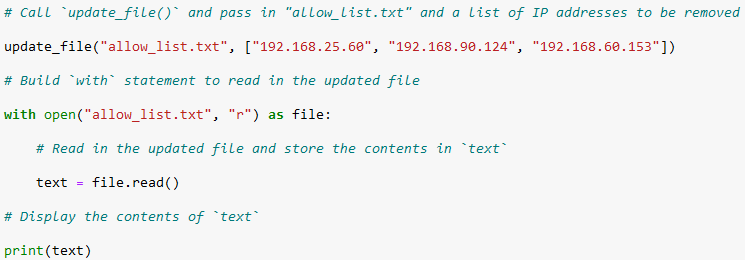 # Call `update_file()` and pass in "allow_list.txt" and a list of IP addresses to be removed
update_file("allow_list.txt", ["192.168.25.60", "192.168.90.124", "192.168.60.153"])
# Build `with` statement to read in the updated file
with open("allow_list.txt", "r") as file:
    # Read in the updated file and store the contents in `text`
    text = file.read()
# Display the contents of `text`
print(text)